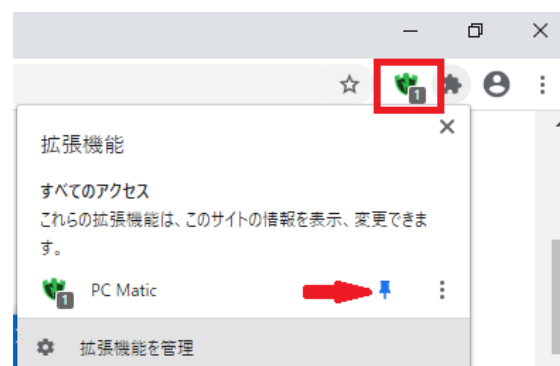 1
拡張機能
すべてのアクセス
これらの拡張機能は、このサイトの情報を表示、変更できま
す。
1 PC Matic
拡張機能を管理